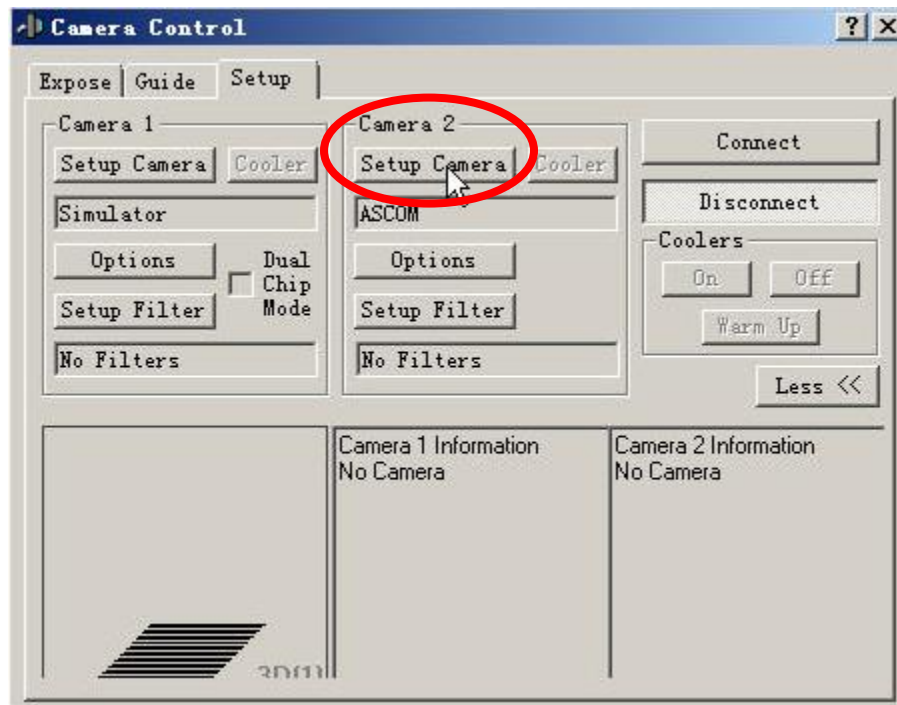 Camera Control
Expose Guide Setup
Camera 1
Setup Camera Cooler
Simulator
Options
Dual Chip Mode
Setup Filter
No Filters
Camera 2
Setup Camera Cooler
ASCOM
Options
Setup Filter
No Filters
Connect
Disconnect
Coolers
On Off
Warm Up
Less <<
Camera 1 Information
No Camera
Camera 2 Information
No Camera